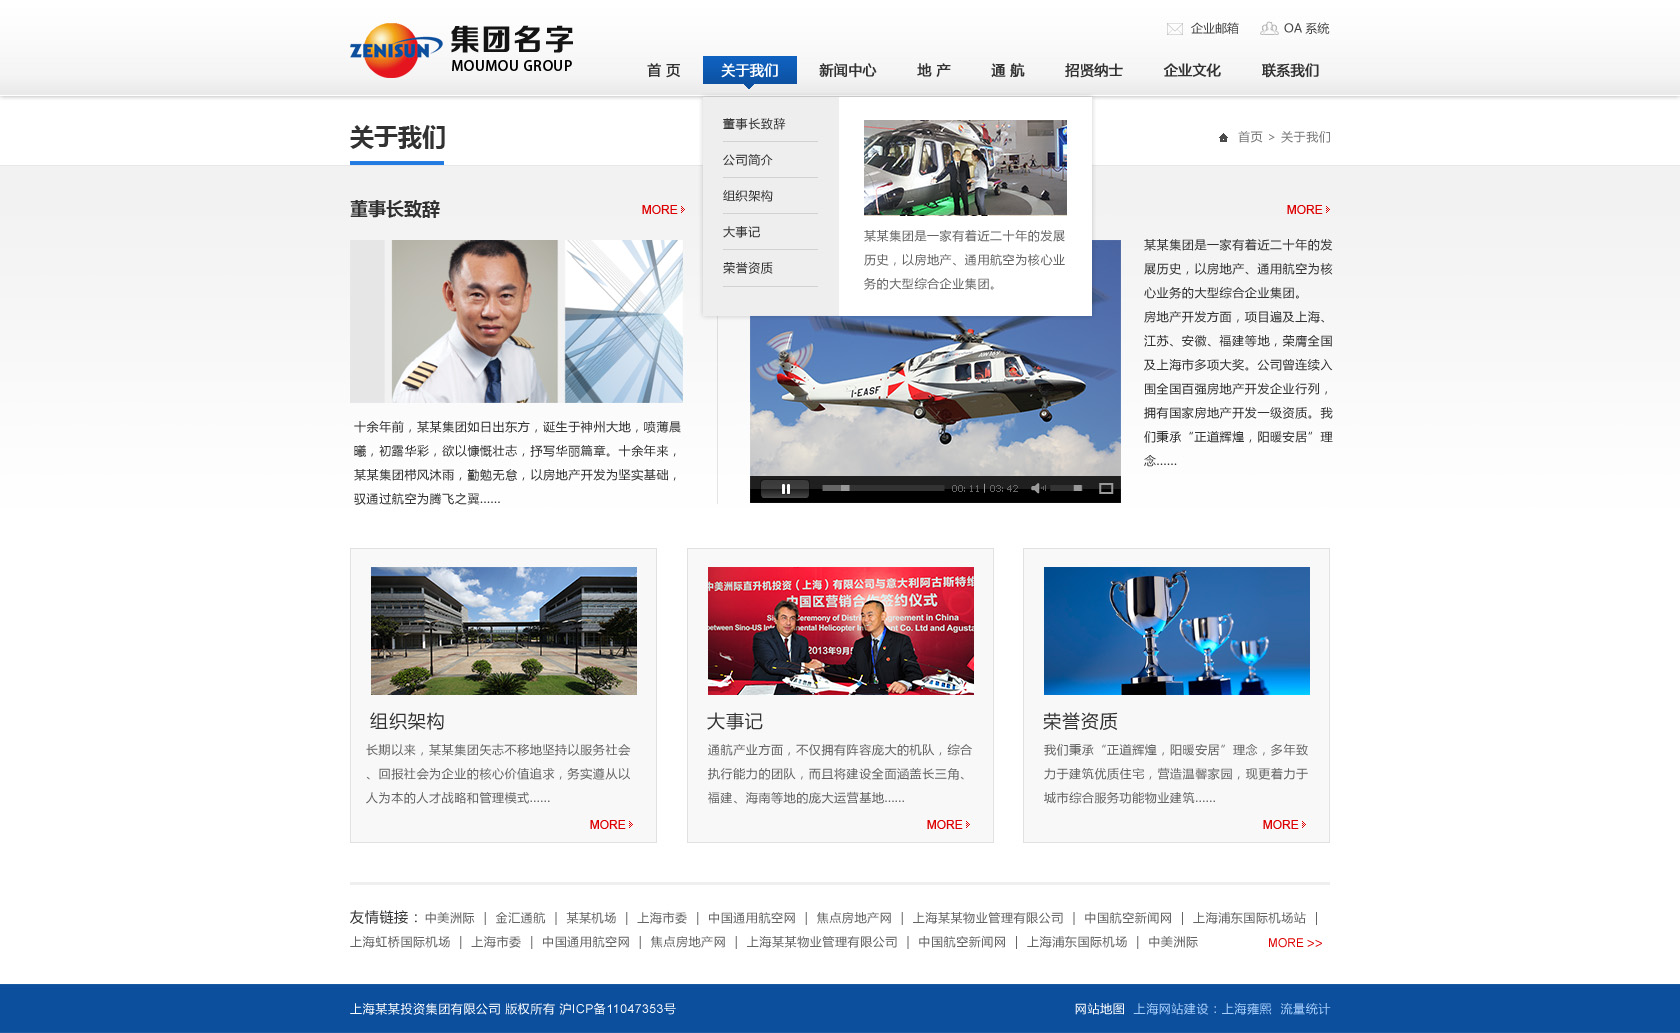 ZENISUN
集团名字
MOUMOU GROUP
企业邮箱
OA 系统
首 页
关于我们
新闻中心
地 产
通 航
招贤纳士
企业文化
联系我们
关于我们
首页 > 关于我们
董事长致辞
公司简介
组织架构
大事记
荣誉资质
某某集团是一家有着近二十年的发展
历史，以房地产、通用航空为核心业
务的大型综合企业集团。
董事长致辞
MORE
十余年前，某某集团如日出东方，诞生于神州大地，喷薄晨
曦，初露华彩，欲以慷慨壮志，抒写华丽篇章。十余年来，
某某集团栉风沐雨，勤勉无怠，以房地产开发为坚实基础，
驭通过航空为腾飞之翼......
MORE
AW169
I-EASF
00:11 | 03:42
某某集团是一家有着近二十年的发
展历史，以房地产、通用航空为核
心业务的大型综合企业集团。
房地产开发方面，项目遍及上海、
江苏、安徽、福建等地，荣膺全国
及上海市多项大奖。公司曾连续入
围全国百强房地产开发企业行列，
拥有国家房地产开发一级资质。我
们秉承“正道辉煌，阳暖安居”理
念......
组织架构
长期以来，某某集团矢志不移地坚持以服务社会
、回报社会为企业的核心价值追求，务实遵从以
人为本的人才战略和管理模式......
MORE
中美洲际直升机投资（上海）有限公司与意大利阿古斯特维
中国区营销合作签约仪式
Ceremony of Distri Agreement in China
between Sino-US Int nental Helicopter In Co. Ltd and Agusta
2013年9月
大事记
通航产业方面，不仅拥有阵容庞大的机队，综合
执行能力的团队，而且将建设全面涵盖长三角、
福建、海南等地的庞大运营基地......
MORE
荣誉资质
我们秉承“正道辉煌，阳暖安居”理念，多年致
力于建筑优质住宅，营造温馨家园，现更着力于
城市综合服务功能物业建筑......
MORE
友情链接： 中美洲际 | 金汇通航 | 某某机场 | 上海市委 | 中国通用航空网 | 焦点房地产网 | 上海某某物业管理有限公司 | 中国航空新闻网 | 上海浦东国际机场站 |
上海虹桥国际机场 | 上海市委 | 中国通用航空网 | 焦点房地产网 | 上海某某物业管理有限公司 | 中国航空新闻网 | 上海浦东国际机场 | 中美洲际
MORE >>
上海某某投资集团有限公司 版权所有 沪ICP备11047353号
网站地图 上海网站建设：上海雍熙 流量统计